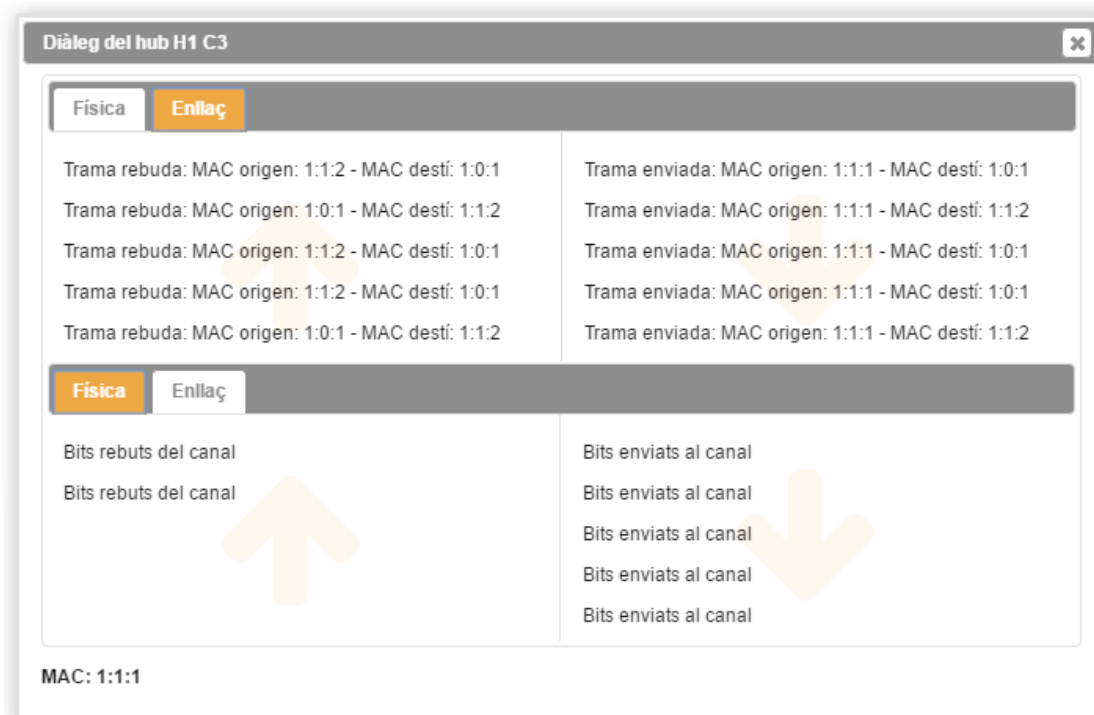 Diàleg del hub H1 C3
Física Enllaç
Trama rebuda: MAC origen: 1:1:2 - MAC destí: 1:0:1
Trama rebuda: MAC origen: 1:0:1 - MAC destí: 1:1:2
Trama rebuda: MAC origen: 1:1:2 - MAC destí: 1:0:1
Trama rebuda: MAC origen: 1:1:2 - MAC destí: 1:0:1
Trama rebuda: MAC origen: 1:0:1 - MAC destí: 1:1:2
Trama enviada: MAC origen: 1:1:1 - MAC destí: 1:0:1
Trama enviada: MAC origen: 1:1:1 - MAC destí: 1:1:2
Trama enviada: MAC origen: 1:1:1 - MAC destí: 1:0:1
Trama enviada: MAC origen: 1:1:1 - MAC destí: 1:0:1
Trama enviada: MAC origen: 1:1:1 - MAC destí: 1:1:2
Física Enllaç
Bits rebuts del canal
Bits rebuts del canal
Bits enviats al canal
Bits enviats al canal
Bits enviats al canal
Bits enviats al canal
Bits enviats al canal
MAC: 1:1:1